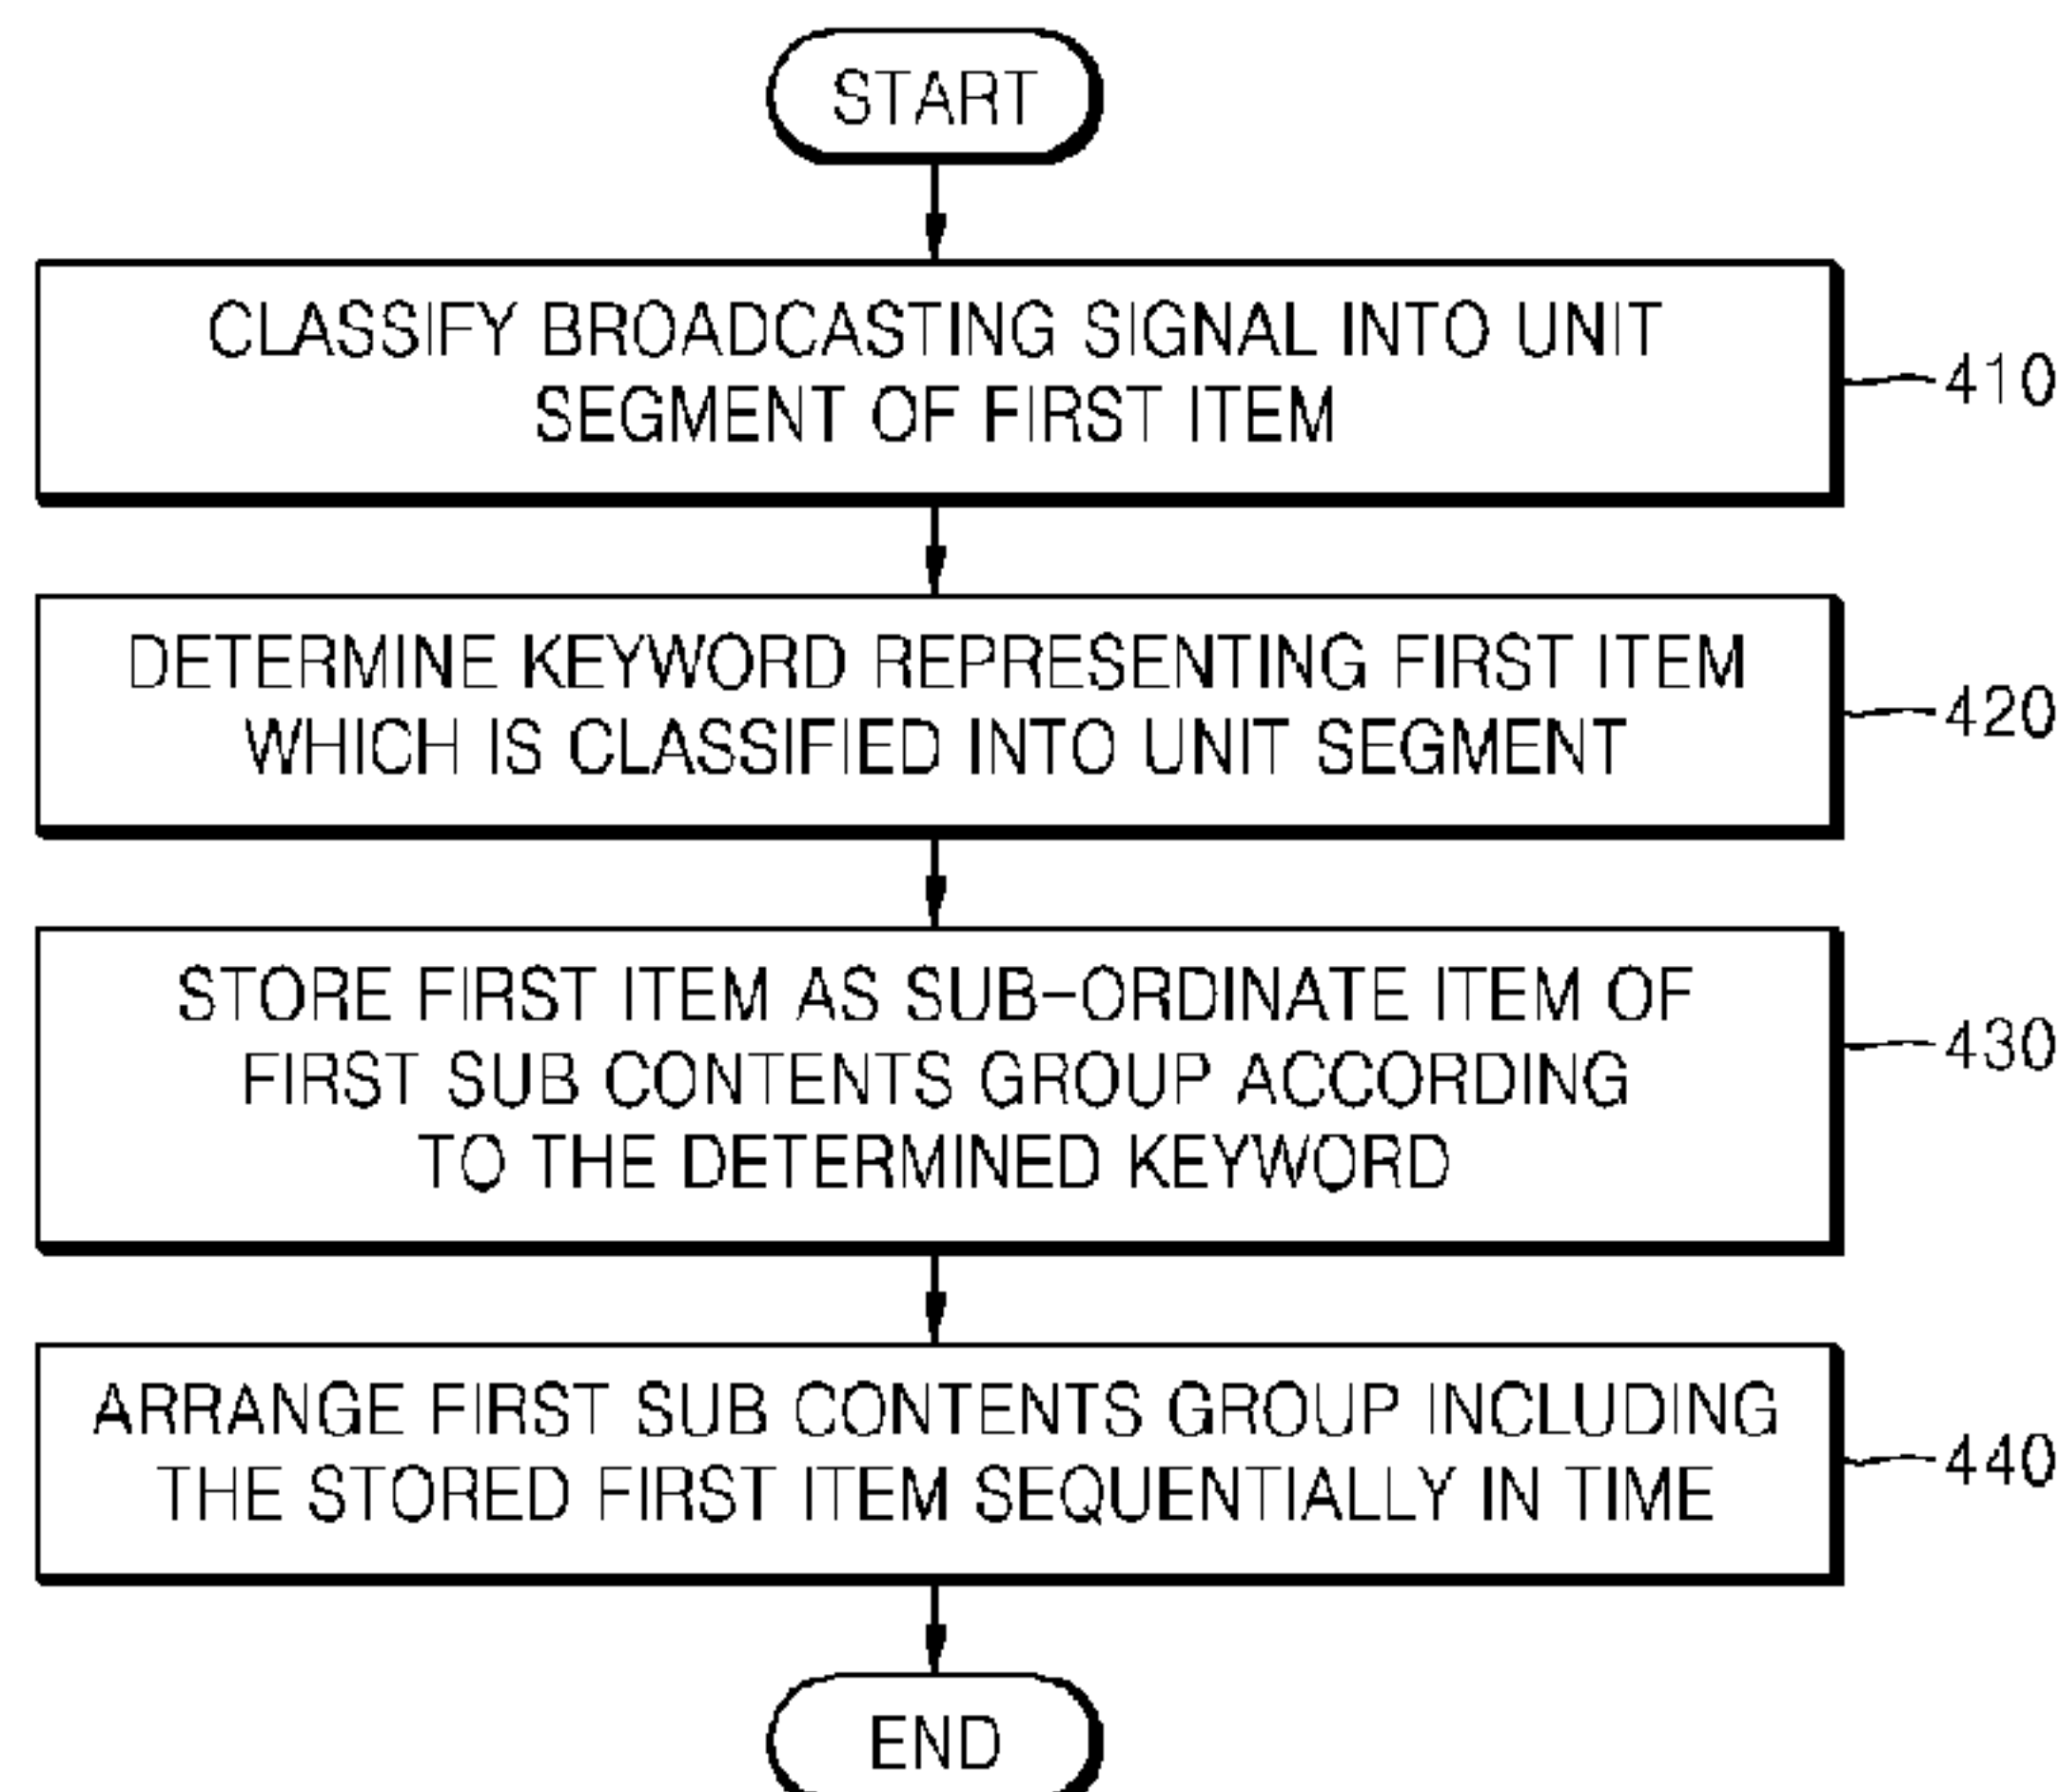 START
CLASSIFY BROADCASTING SIGNAL INTO UNIT
SEGMENT OF FIRST ITEM
410
DETERMINE KEYWORD REPRESENTING FIRST ITEM
WHICH IS CLASSIFIED INTO UNIT SEGMENT
420
STORE FIRST ITEM AS SUB-ORDINATE ITEM OF
FIRST SUB CONTENTS GROUP ACCORDING
TO THE DETERMINED KEYWORD
430
ARRANGE FIRST SUB CONTENTS GROUP INCLUDING
THE STORED FIRST ITEM SEQUENTIALLY IN TIME
440
END